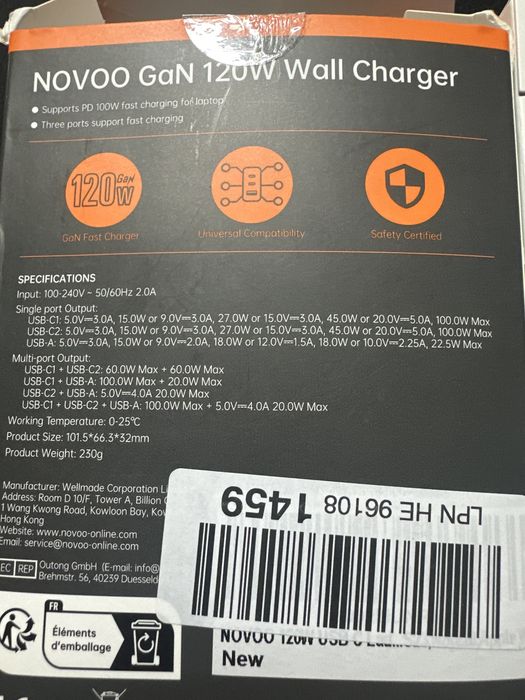 NOVOO GaN 120W Wall Charger
● Supports PD 100W fast charging for laptop
● Three ports support fast charging
120W GaN
GaN Fast Charger
Universal Compatibility
Safety Certified
SPECIFICATIONS
Input: 100-240V ~ 50/60Hz 2.0A
Single port Output:
USB-C1: 5.0V⎓3.0A, 15.0W or 9.0V⎓3.0A, 27.0W or 15.0V⎓3.0A, 45.0W or 20.0V⎓5.0A, 100.0W Max
USB-C2: 5.0V⎓3.0A, 15.0W or 9.0V⎓3.0A, 27.0W or 15.0V⎓3.0A, 45.0W or 20.0V⎓5.0A, 100.0W Max
USB-A: 5.0V⎓3.0A, 15.0W or 9.0V⎓2.0A, 18.0W or 12.0V⎓1.5A, 18.0W or 10.0V⎓2.25A, 22.5W Max
Multi-port Output:
USB-C1 + USB-C2: 60.0W Max + 60.0W Max
USB-C1 + USB-A: 100.0W Max + 20.0W Max
USB-C2 + USB-A: 5.0V⎓4.0A 20.0W Max
USB-C1 + USB-C2 + USB-A: 100.0W Max + 5.0V⎓4.0A 20.0W Max
Working Temperature: 0-25℃
Product Size: 101.5*66.3*32mm
Product Weight: 230g
Manufacturer: Wellmade Corporation
Address: Room D 10/F, Tower A, Billion
1 Wang Kwong Road, Kowloon Bay,
Hong Kong
Website: www.novoo-online.com
Email: service@novoo-online.com
EC REP Outong GmbH (E-mail: info@
Brehmstr. 56, 40239
LPN HE 96108 1459
FR
Éléments
d'emballage
NOVOO 120W
New